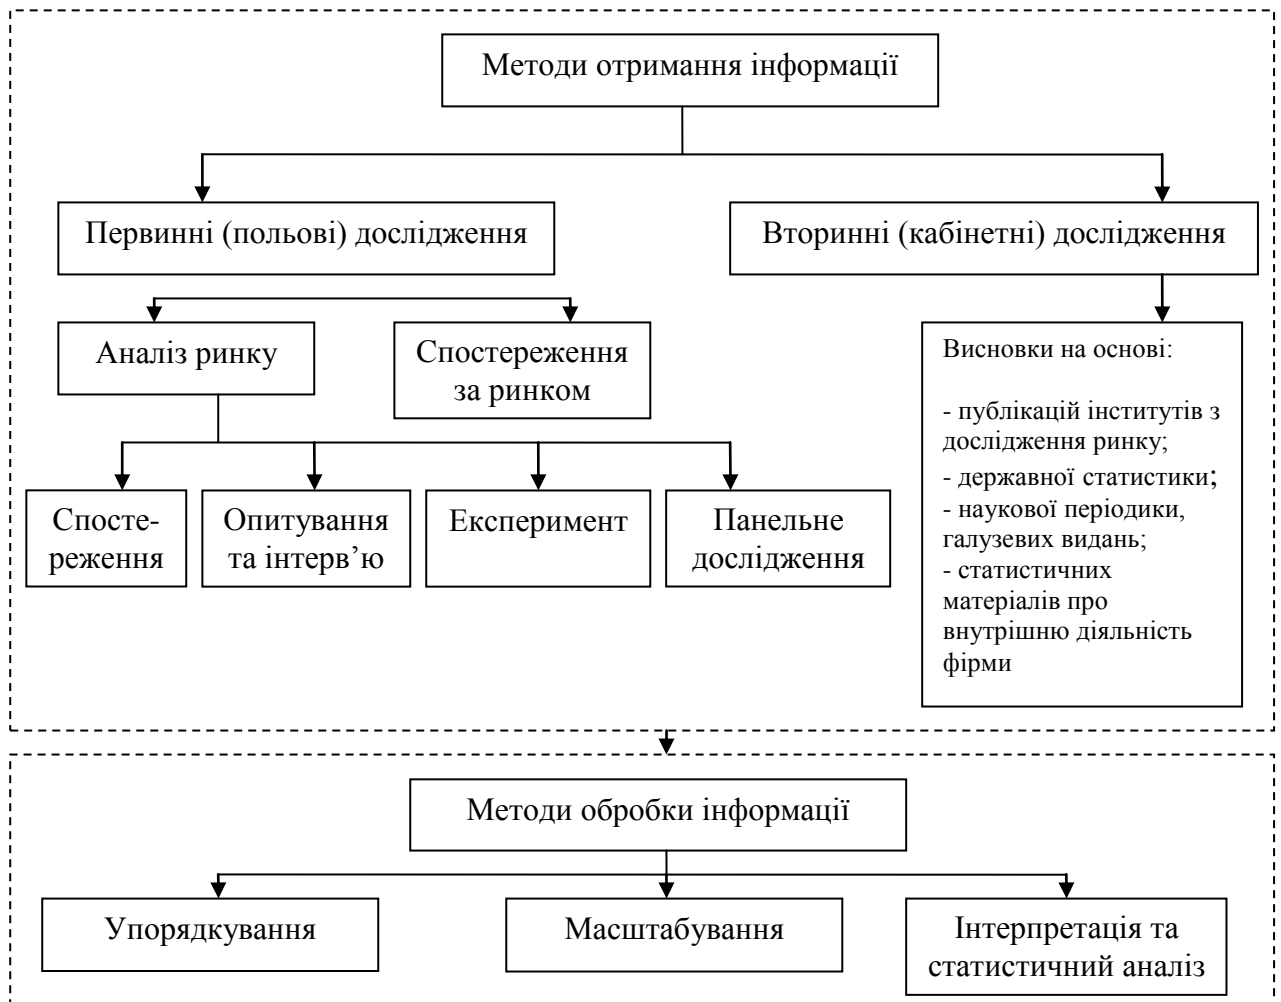 Методи отримання інформації
Первинні (польові) дослідження
Вторинні (кабінетні) дослідження
Аналіз ринку
Спостереження
за ринком
Спосте-
реження
Опитування
та інтерв’ю
Експеримент
Панельне
дослідження
Висновки на основі:
- публікацій інститутів з
дослідження ринку;
- державної статистики;
- наукової періодики,
галузевих видань;
- статистичних
матеріалів про
внутрішню діяльність
фірми
Методи обробки інформації
Упорядкування
Масштабування
Інтерпретація та
статистичний аналіз